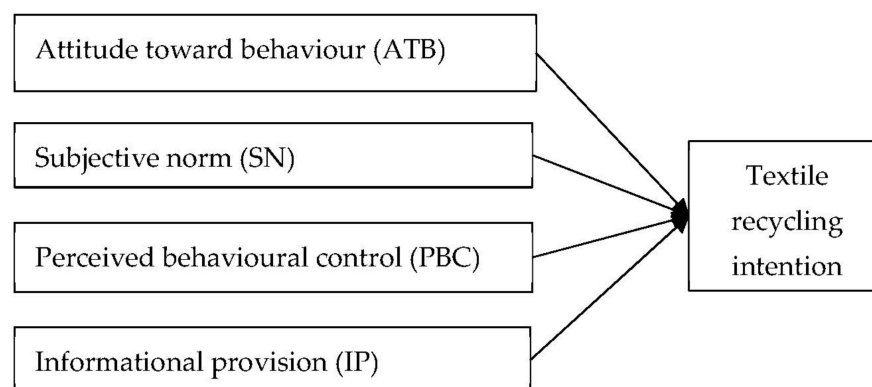 Attitude toward behaviour (ATB)
Subjective norm (SN)
Perceived behavioural control (PBC)
Informational provision (IP)
Textile
recycling
intention